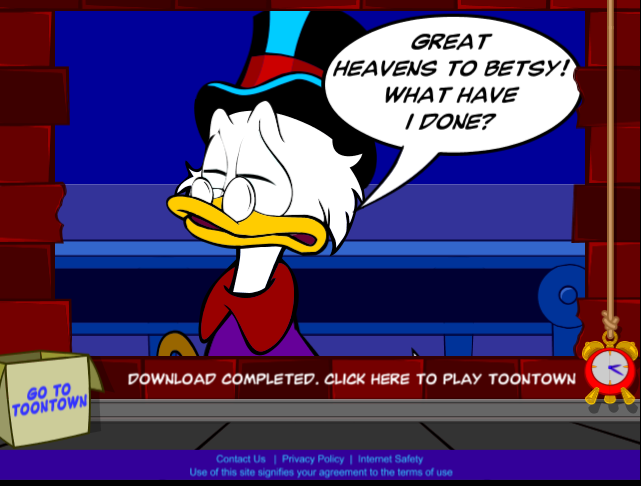 GREAT
HEAVENS TO BETSY!
WHAT HAVE
I DONE?
DOWNLOAD COMPLETED. CLICK HERE TO PLAY TOONTOWN
GO TO
TOONTOWN
Contact Us | Privacy Policy | Internet Safety
Use of this site signifies your agreement to the terms of use